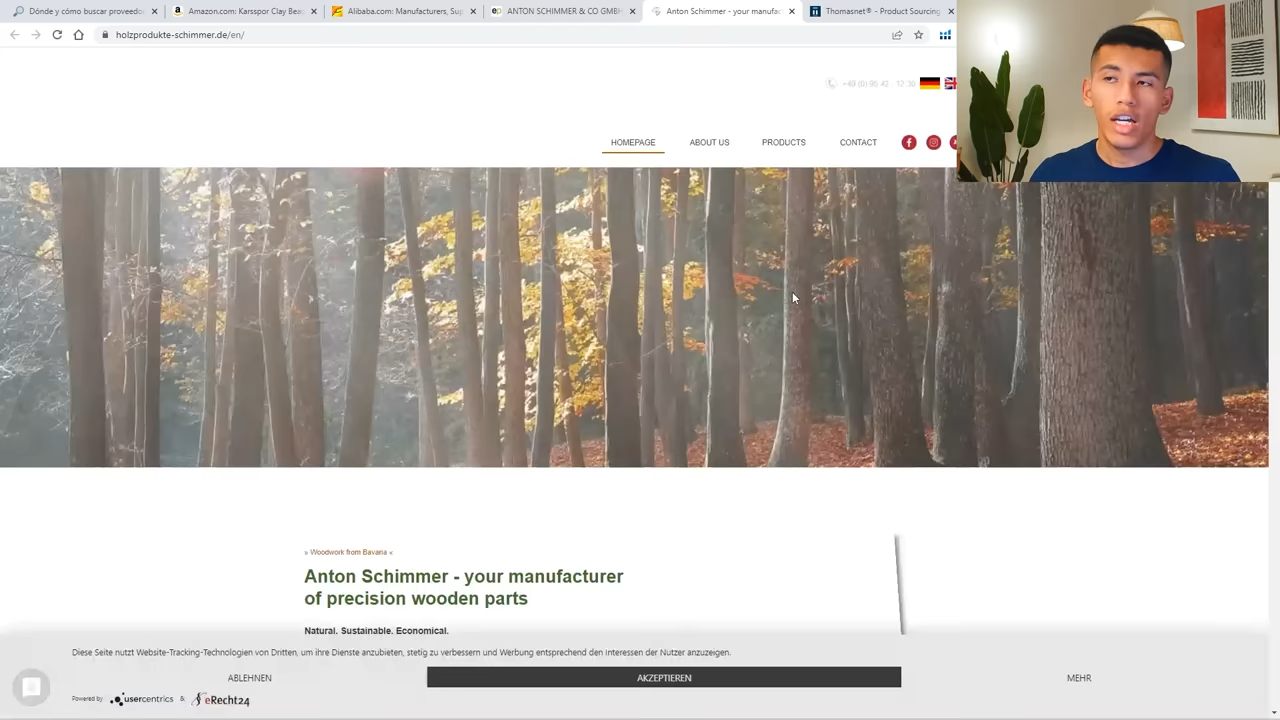 Dónde y cómo buscar proveedo
Amazon.com: Karsspor Clay Bea
Alibaba.com: Manufacturers, Sup
ANTON SCHIMMER & CO GMBH
Anton Schimmer - your manufac
Thomasnet® - Product Sourcing
holzprodukte-schimmer.de/en/
HOMEPAGE
ABOUT US
PRODUCTS
CONTACT
» Woodwork from Bavaria «
Anton Schimmer - your manufacturer
of precision wooden parts
Natural. Sustainable. Economical.
Diese Seite nutzt Website-Tracking-Technologien von Dritten, um ihre Dienste anzubieten, stetig zu verbessern und Werbung entsprechend den Interessen der Nutzer anzuzeigen.
ABLEHNEN
AKZEPTIEREN
MEHR
Powered by usercentrics & eRecht24